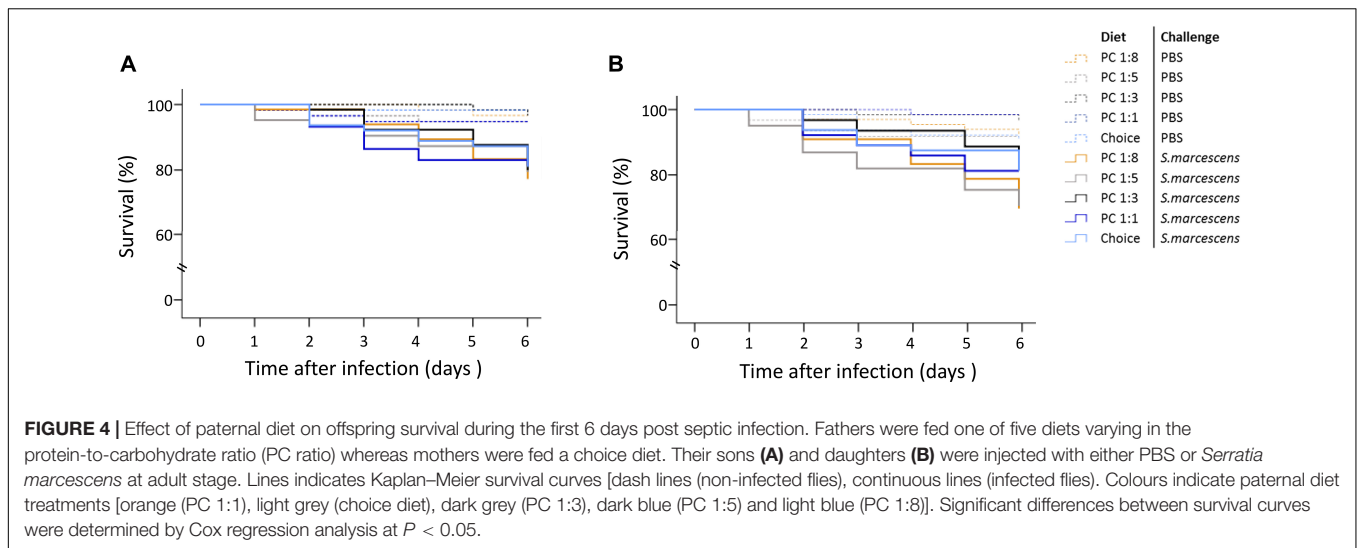 A
Survival (%)
100
80
60
0
0 1 2 3 4 5 6
Time after infection (days )
B
Survival (%)
100
80
60
0
0 1 2 3 4 5 6
Time after infection (days )
Diet Challenge
PC 1:8 PBS
PC 1:5 PBS
PC 1:3 PBS
PC 1:1 PBS
Choice PBS
PC 1:8 S.marcescens
PC 1:5 S.marcescens
PC 1:3 S.marcescens
PC 1:1 S.marcescens
Choice S.marcescens
FIGURE 4 | Effect of paternal diet on offspring survival during the first 6 days post septic infection. Fathers were fed one of five diets varying in the
protein-to-carbohydrate ratio (PC ratio) whereas mothers were fed a choice diet. Their sons (A) and daughters (B) were injected with either PBS or Serratia
marcescens at adult stage. Lines indicates Kaplan–Meier survival curves [dash lines (non-infected flies), continuous lines (infected flies). Colours indicate paternal diet
treatments [orange (PC 1:1), light grey (choice diet), dark grey (PC 1:3), dark blue (PC 1:5) and light blue (PC 1:8)]. Significant differences between survival curves
were determined by Cox regression analysis at P < 0.05.